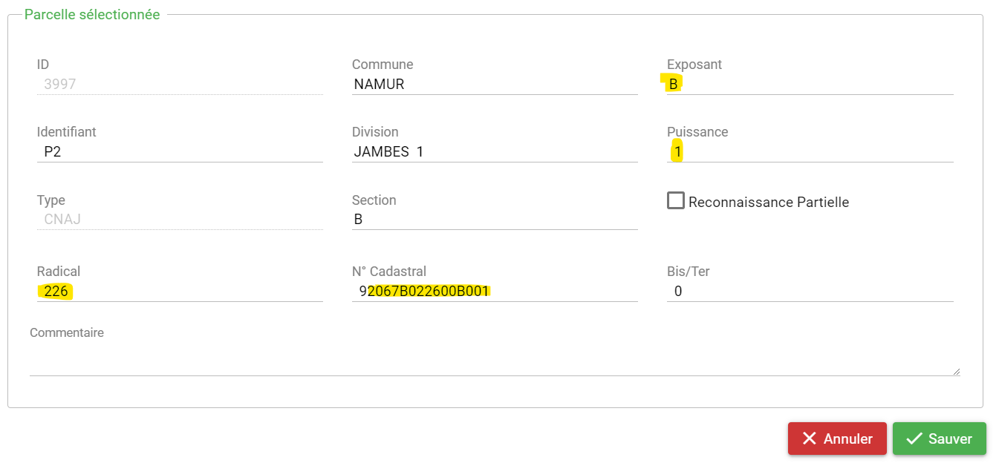 Parcelle sélectionnée
ID Commune Exposant
3997 NAMUR B
Identifiant Division Puissance
P2 JAMBES 1 1
Type Section
CNAJ B
Reconnaissance Partielle
Radical N° Cadastral Bis/Ter
226 92067B022600B001 0
Commentaire
Annuler Sauver